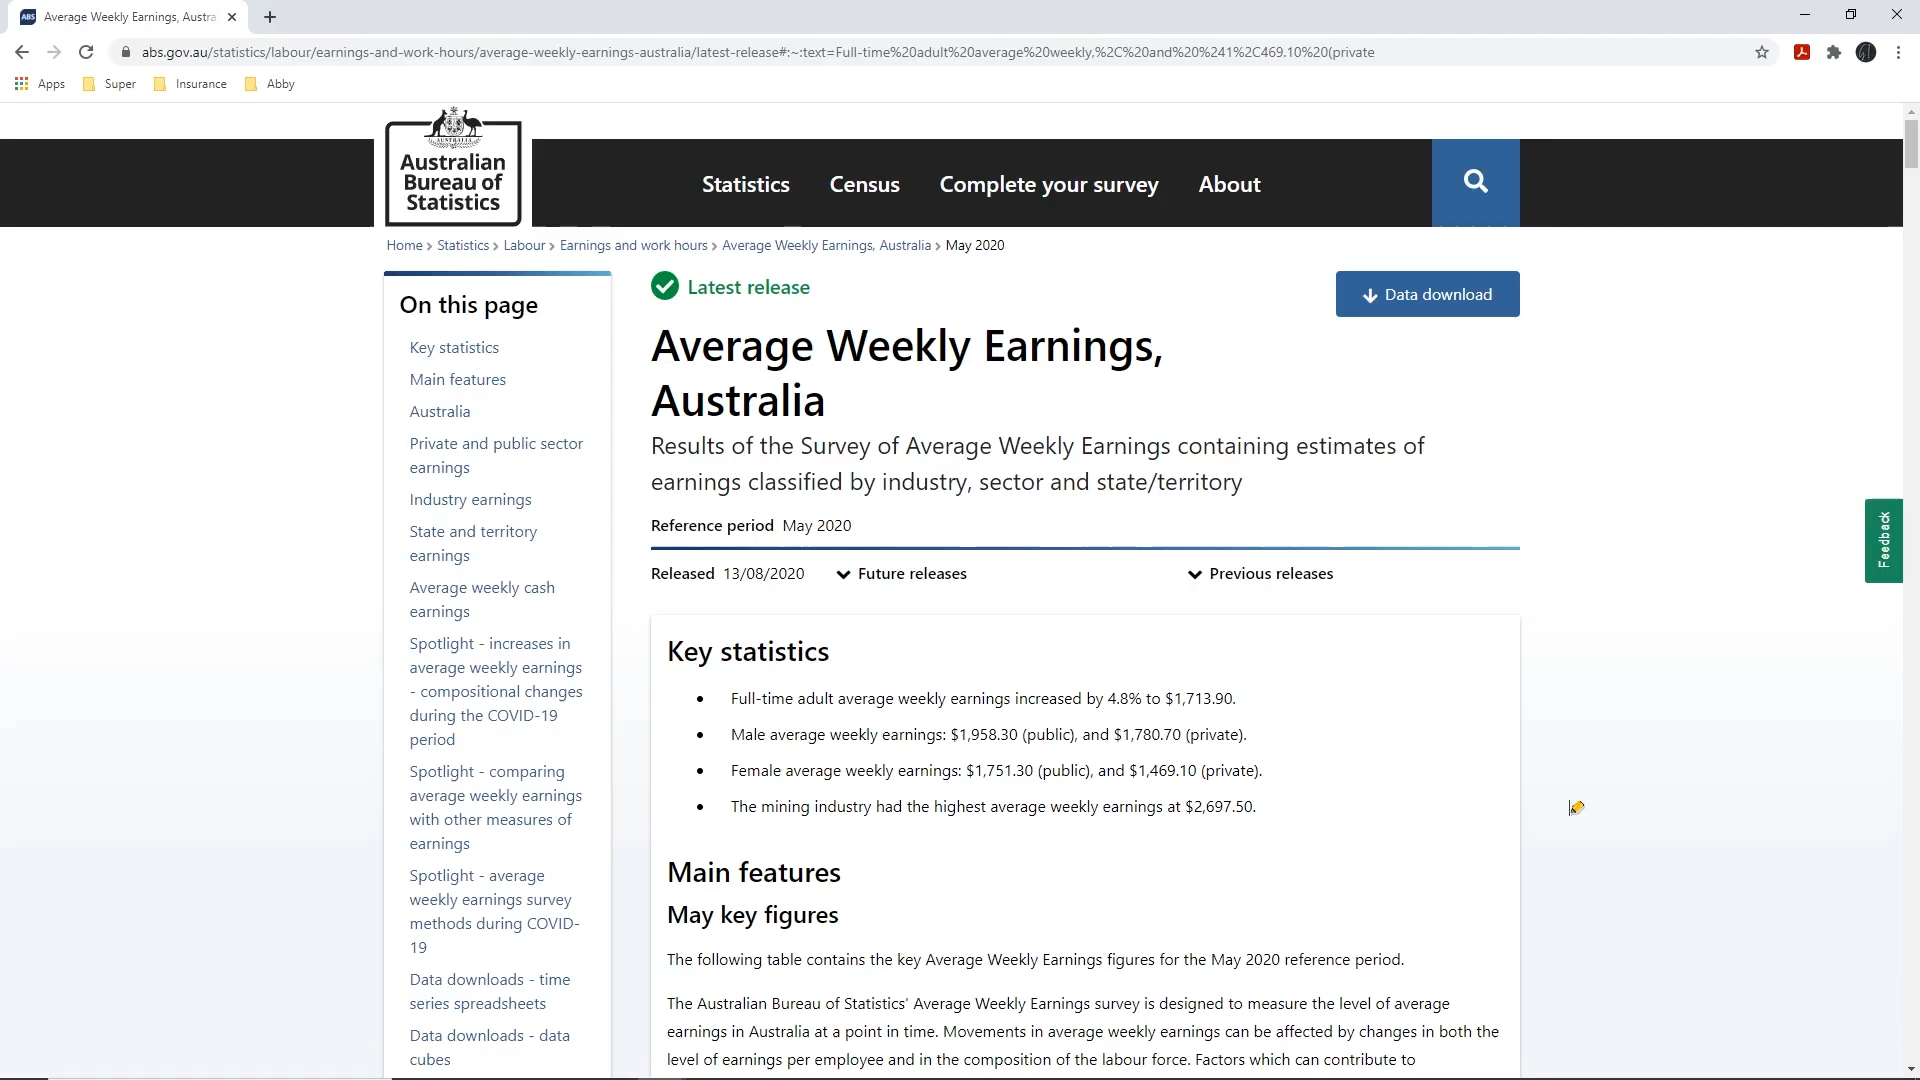 ABS Average Weekly Earnings, Austra
abs.gov.au/statistics/labour/earnings-and-work-hours/average-weekly-earnings-australia/latest-release#:~:text=Full-time%20adult%20average%20weekly,%2C%20and%20%241%2C469.10%20(private
Apps Super Insurance Abby
AUSTRALIA
Australian
Bureau of
Statistics
Statistics Census Complete your survey About
Home › Statistics › Labour › Earnings and work hours › Average Weekly Earnings, Australia › May 2020
On this page
Key statistics
Main features
Australia
Private and public sector
earnings
Industry earnings
State and territory
earnings
Average weekly cash
earnings
Spotlight - increases in
average weekly earnings
- compositional changes
during the COVID-19
period
Spotlight - comparing
average weekly earnings
with other measures of
earnings
Spotlight - average
weekly earnings survey
methods during COVID-
19
Data downloads - time
series spreadsheets
Data downloads - data
cubes
Latest release
Data download
Average Weekly Earnings,
Australia
Results of the Survey of Average Weekly Earnings containing estimates of
earnings classified by industry, sector and state/territory
Reference period May 2020
Released 13/08/2020 Future releases Previous releases
Key statistics
• Full-time adult average weekly earnings increased by 4.8% to $1,713.90.
• Male average weekly earnings: $1,958.30 (public), and $1,780.70 (private).
• Female average weekly earnings: $1,751.30 (public), and $1,469.10 (private).
• The mining industry had the highest average weekly earnings at $2,697.50.
Main features
May key figures
The following table contains the key Average Weekly Earnings figures for the May 2020 reference period.
The Australian Bureau of Statistics' Average Weekly Earnings survey is designed to measure the level of average
earnings in Australia at a point in time. Movements in average weekly earnings can be affected by changes in both the
level of earnings per employee and in the composition of the labour force. Factors which can contribute to
Feedback